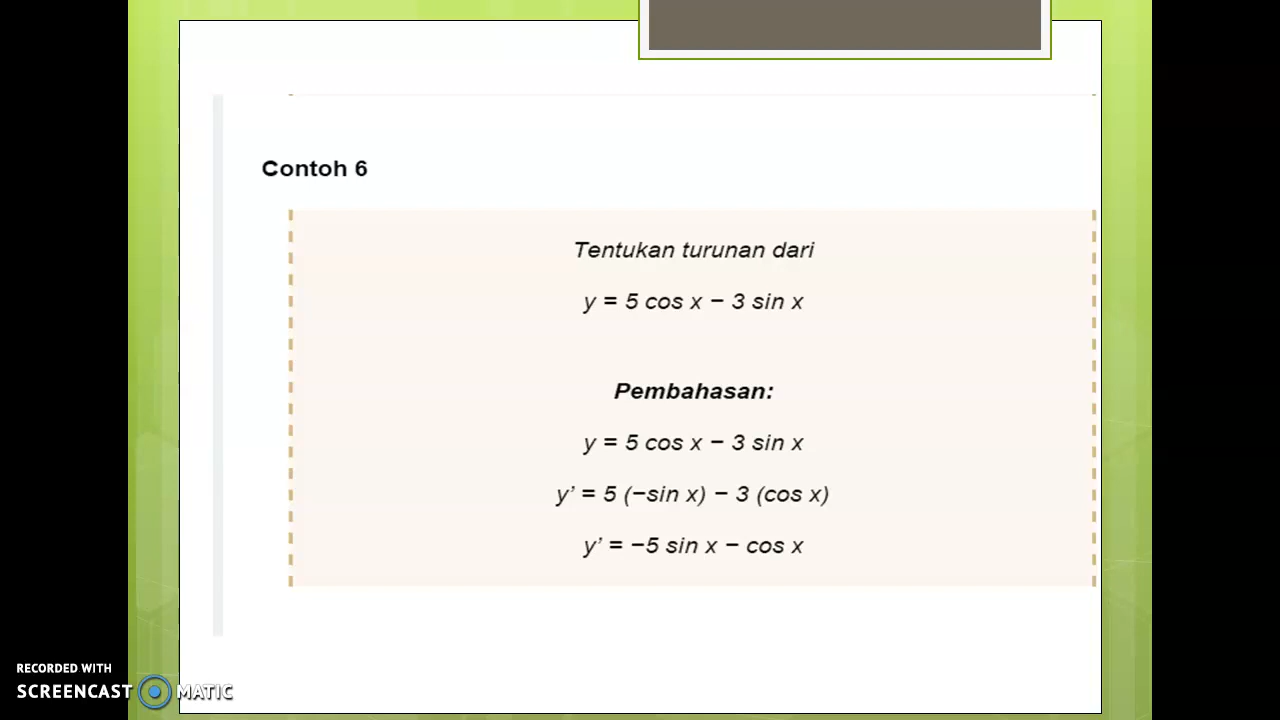 Contoh 6
Tentukan turunan dari
y = 5 cos x − 3 sin x
Pembahasan:
y = 5 cos x − 3 sin x
y’ = 5 (−sin x) − 3 (cos x)
y’ = −5 sin x − cos x
RECORDED WITH
SCREENCAST MATIC